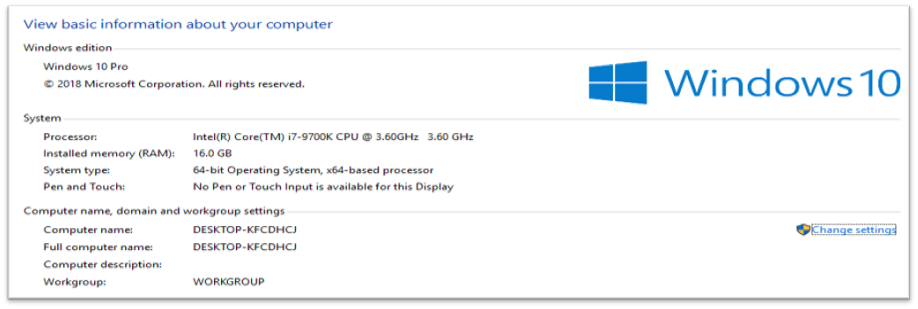 View basic information about your computer
Windows edition
Windows 10 Pro
© 2018 Microsoft Corporation. All rights reserved.
Windows 10
System
Processor: Intel(R) Core(TM) i7-9700K CPU @ 3.60GHz 3.60 GHz
Installed memory (RAM): 16.0 GB
System type: 64-bit Operating System, x64-based processor
Pen and Touch: No Pen or Touch Input is available for this Display
Computer name, domain and workgroup settings
Computer name: DESKTOP-KFCDHCJ Change settings
Full computer name: DESKTOP-KFCDHCJ
Computer description:
Workgroup: WORKGROUP